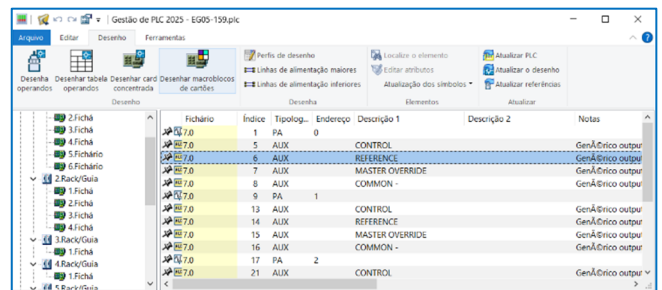 Gestão de PLC 2025 - EG05-159.plc
Arquivo Editar Desenho Ferramentas
Desenha operandos
Desenhar tabela operandos
Desenhar card concentrada
Desenhar macroblocos de cartões
Desenho
Perfis de desenho
Linhas de alimentação maiores
Linhas de alimentação inferiores
Desenha
Localize o elemento
Editar atributos
Atualização dos símbolos
Elementos
Atualizar PLC
Atualizar o desenho
Atualizar referências
Atualizar
2.Fichá
3.Fichá
4.Fichá
5.Fichário
6.Fichário
2.Rack/Guia
1.Fichá
2.Fichá
3.Fichá
4.Fichá
3.Rack/Guia
1.Fichá
4.Rack/Guia
1.Fichá
5.Rack/Guia
Fichário Índice Tipolog... Endereço Descrição 1 Descrição 2 Notas
7.0 1 PA 0
7.0 5 AUX CONTROL GenÃ©rico output
7.0 6 AUX REFERENCE GenÃ©rico output
7.0 7 AUX MASTER OVERRIDE GenÃ©rico output
7.0 8 AUX COMMON - GenÃ©rico output
7.0 9 PA 1
7.0 13 AUX CONTROL GenÃ©rico output
7.0 14 AUX REFERENCE GenÃ©rico output
7.0 15 AUX MASTER OVERRIDE GenÃ©rico output
7.0 16 AUX COMMON - GenÃ©rico output
7.0 17 PA 2
7.0 21 AUX CONTROL GenÃ©rico output